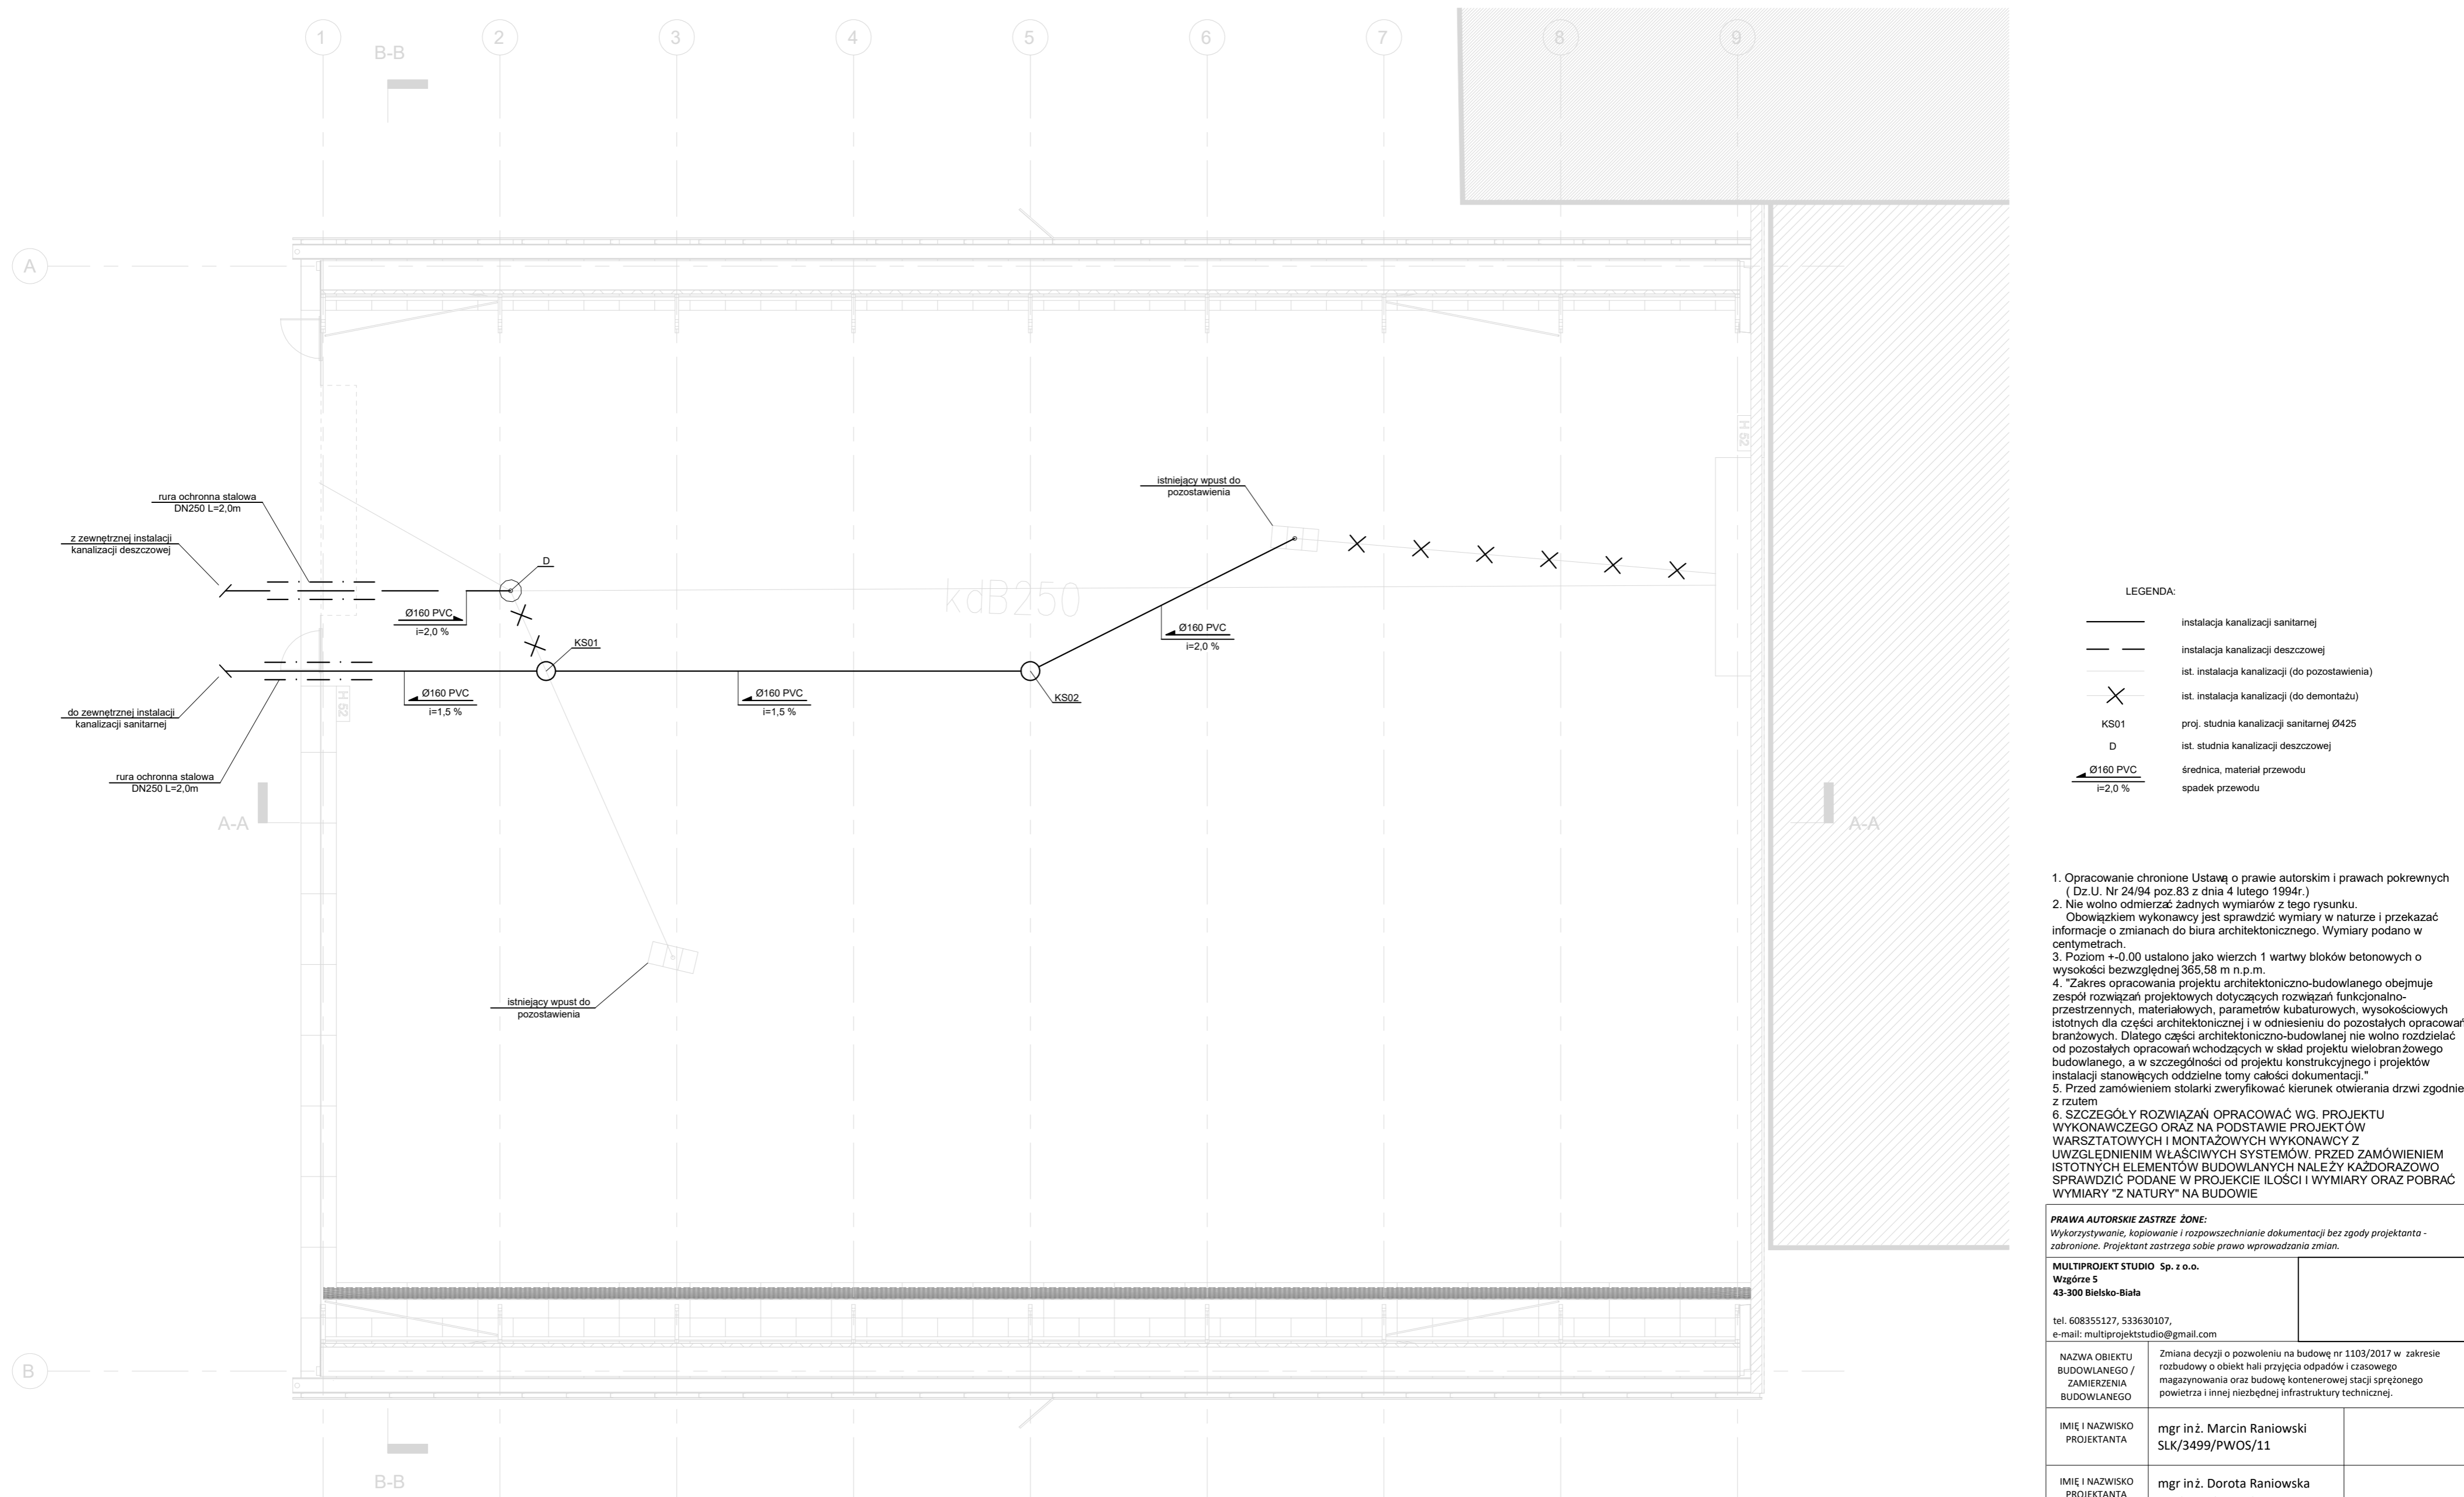 1
2
3
4
5
6
7
8
9
B-B
A
H 52
istniejący wpust do
pozostawienia
rura ochronna stalowa
DN250 L=2,0m
z zewnętrznej instalacji
kanalizacji deszczowej
D
kdB250
Ø160 PVC
i=2,0 %
Ø160 PVC
i=2,0 %
KS01
KS02
Ø160 PVC
i=1,5 %
Ø160 PVC
i=1,5 %
H 52
do zewnętrznej instalacji
kanalizacji sanitarnej
rura ochronna stalowa
DN250 L=2,0m
A-A
A-A
istniejący wpust do
pozostawienia
B
B-B
LEGENDA:
instalacja kanalizacji sanitarnej
instalacja kanalizacji deszczowej
ist. instalacja kanalizacji (do pozostawienia)
ist. instalacja kanalizacji (do demontażu)
KS01 proj. studnia kanalizacji sanitarnej Ø425
D ist. studnia kanalizacji deszczowej
Ø160 PVC średnica, materiał przewodu
i=2,0 % spadek przewodu
1. Opracowanie chronione Ustawą o prawie autorskim i prawach pokrewnych
( Dz.U. Nr 24/94 poz.83 z dnia 4 lutego 1994r.)
2. Nie wolno odmierzać żadnych wymiarów z tego rysunku.
Obowiązkiem wykonawcy jest sprawdzić wymiary w naturze i przekazać
informacje o zmianach do biura architektonicznego. Wymiary podano w
centymetrach.
3. Poziom +-0.00 ustalono jako wierzch 1 wartwy bloków betonowych o
wysokości bezwzględnej 365,58 m n.p.m.
4. "Zakres opracowania projektu architektoniczno-budowlanego obejmuje
zespół rozwiązań projektowych dotyczących rozwiązań funkcjonalno-
przestrzennych, materiałowych, parametrów kubaturowych, wysokościowych
istotnych dla części architektonicznej i w odniesieniu do pozostałych opracowań
branżowych. Dlatego części architektoniczno-budowlanej nie wolno rozdzielać
od pozostałych opracowań wchodzących w skład projektu wielobranżowego
budowlanego, a w szczególności od projektu konstrukcyjnego i projektów
instalacji stanowiących oddzielne tomy całości dokumentacji."
5. Przed zamówieniem stolarki zweryfikować kierunek otwierania drzwi zgodnie
z rzutem
6. SZCZEGÓŁY ROZWIĄZAŃ OPRACOWAĆ WG. PROJEKTU
WYKONAWCZEGO ORAZ NA PODSTAWIE PROJEKTÓW
WARSZTATOWYCH I MONTAŻOWYCH WYKONAWCY Z
UWZGLĘDNIENIM WŁAŚCIWYCH SYSTEMÓW. PRZED ZAMÓWIENIEM
ISTOTNYCH ELEMENTÓW BUDOWLANYCH NALEŻY KAŻDORAZOWO
SPRAWDZIĆ PODANE W PROJEKCIE ILOŚCI I WYMIARY ORAZ POBRAĆ
WYMIARY "Z NATURY" NA BUDOWIE
PRAWA AUTORSKIE ZASTRZE ŻONE:
Wykorzystywanie, kopiowanie i rozpowszechnianie dokumentacji bez zgody projektanta -
zabronione. Projektant zastrzega sobie prawo wprowadzania zmian.
MULTIPROJEKT STUDIO Sp. z o.o.
Wzgórze 5
43-300 Bielsko-Biała
tel. 608355127, 533630107,
e-mail: multiprojektstudio@gmail.com
NAZWA OBIEKTU
BUDOWLANEGO /
ZAMIERZENIA
BUDOWLANEGO
Zmiana decyzji o pozwoleniu na budowę nr 1103/2017 w zakresie
rozbudowy o obiekt hali przyjęcia odpadów i czasowego
magazynowania oraz budowę kontenerowej stacji sprężonego
powietrza i innej niezbędnej infrastruktury technicznej.
IMIĘ I NAZWISKO
PROJEKTANTA
mgr inż. Marcin Raniowski
SLK/3499/PWOS/11
IMIĘ I NAZWISKO
PROJEKTANTA
mgr inż. Dorota Raniowska